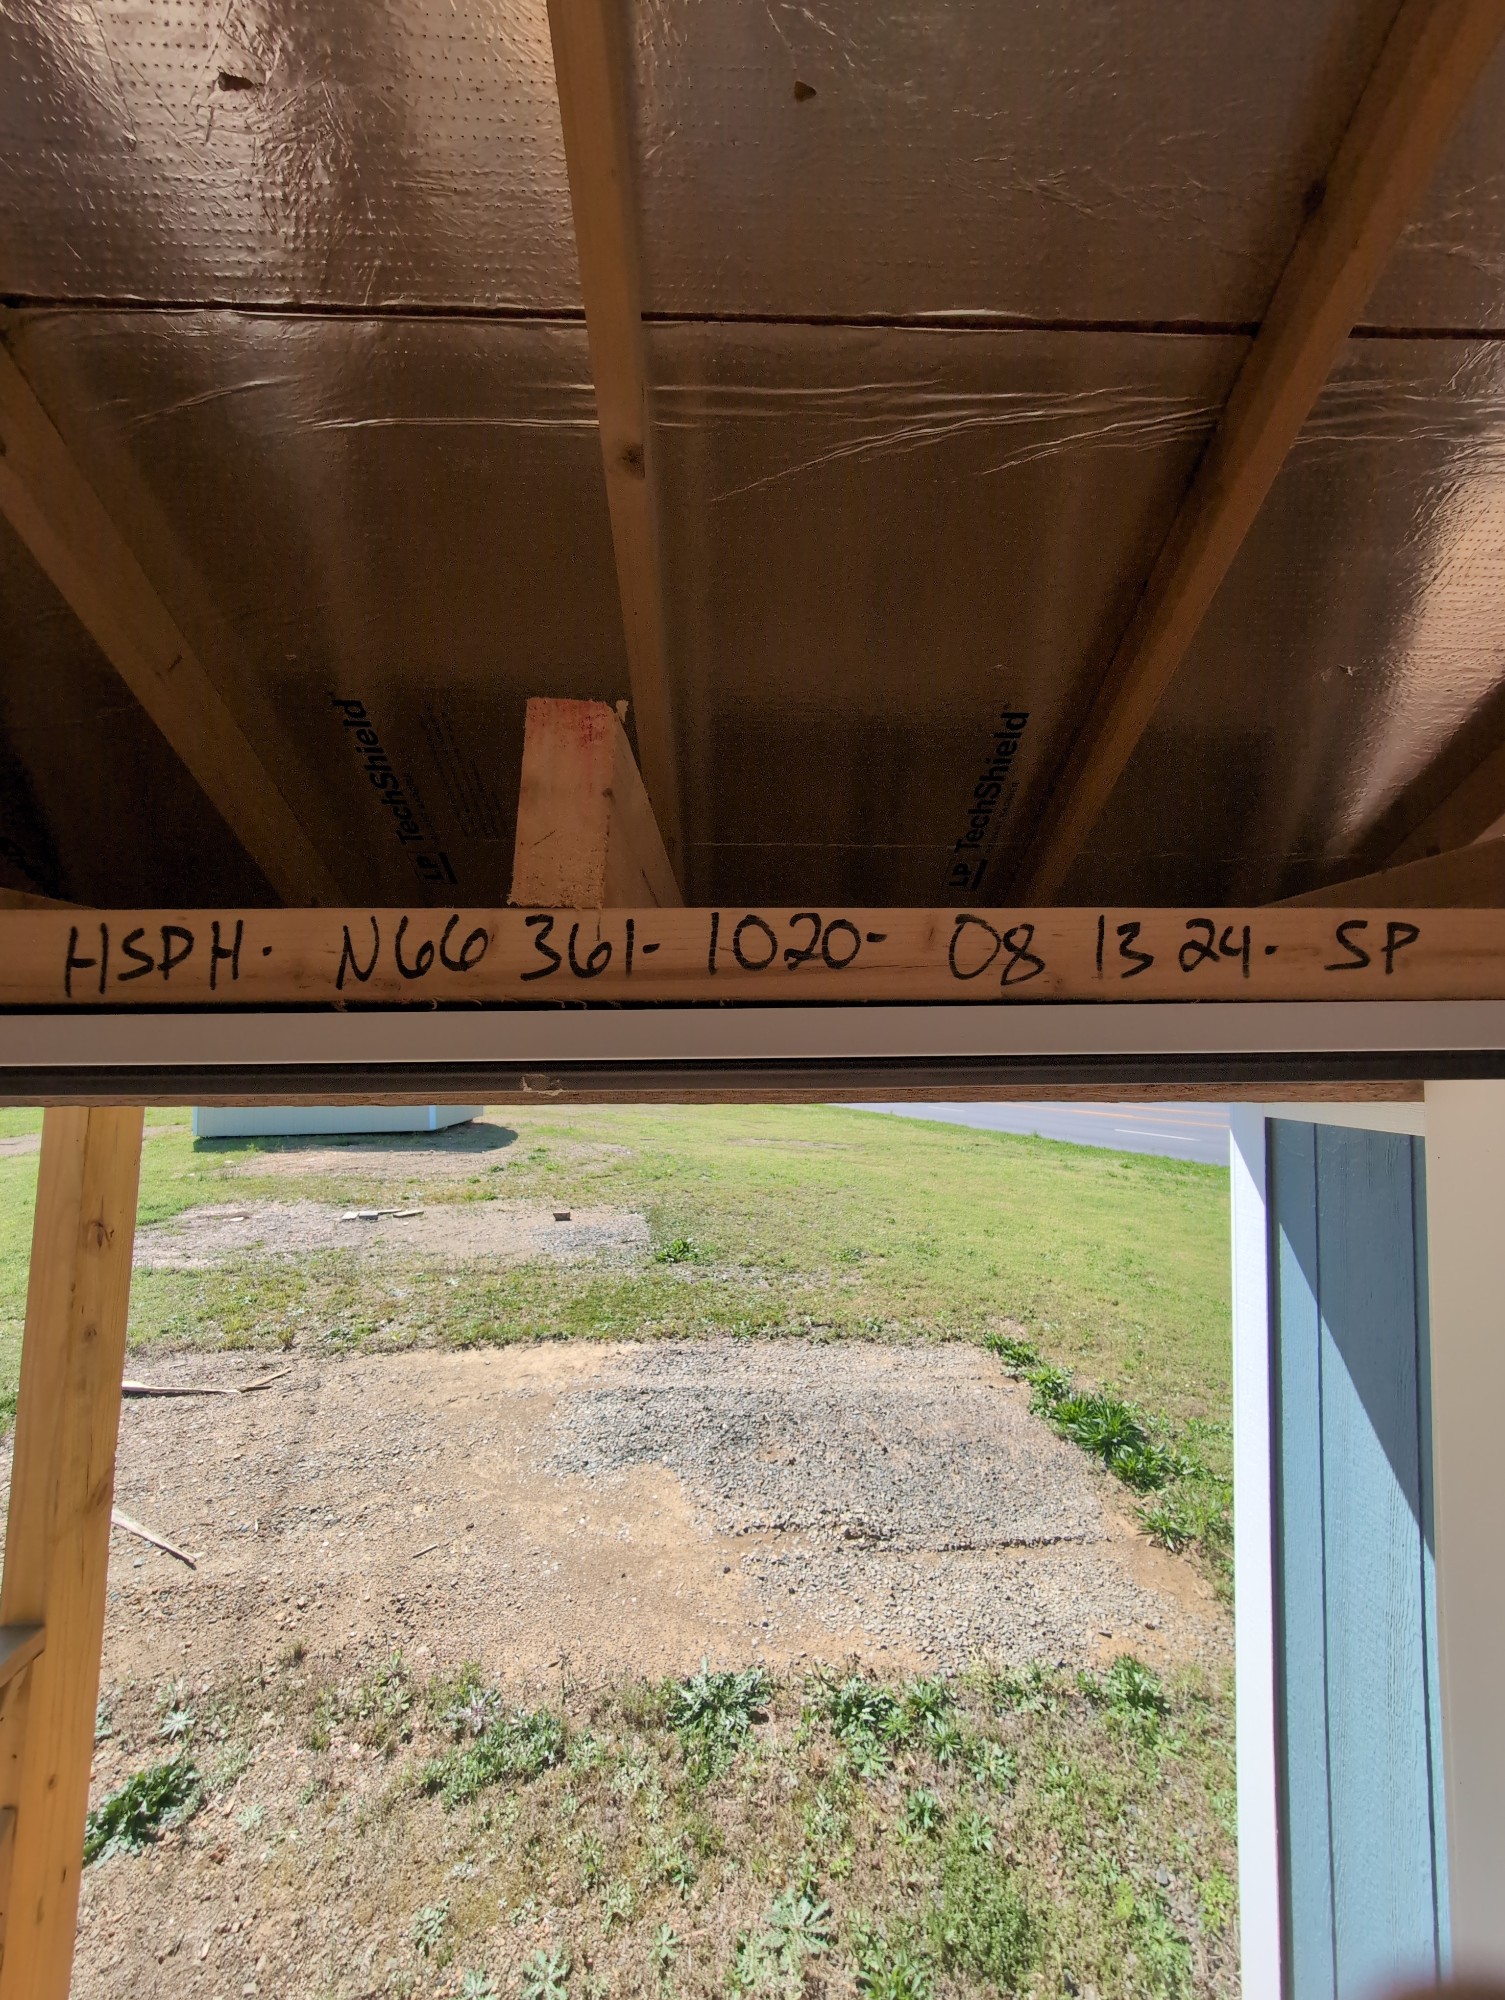 LP TechShield
LP TechShield
HSPH. N66 361- 1020- 08 13 24. SP